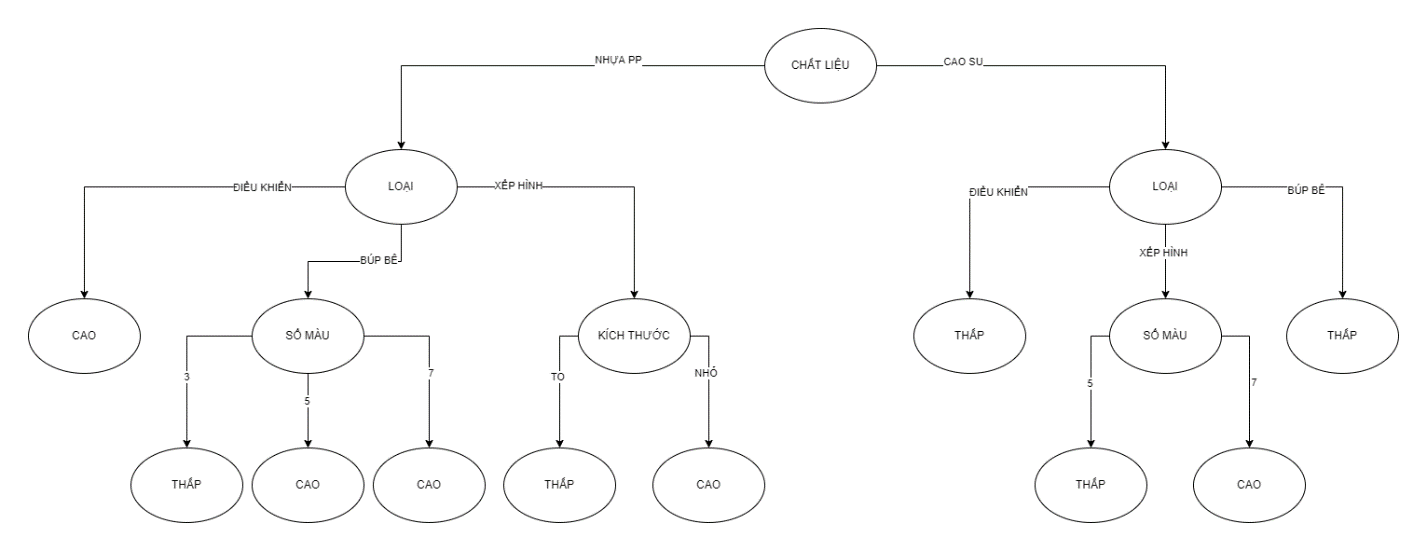 CHẤT LIỆU
NHỰA PP
CAO SU
LOẠI
LOẠI
ĐIỀU KHIỂN
XẾP HÌNH
ĐIỀU KHIỂN
BÚP BÊ
BÚP BÊ
XẾP HÌNH
CAO
SỐ MÀU
KÍCH THƯỚC
THẤP
SỐ MÀU
THẤP
3
5
7
TO
NHỎ
5
7
THẤP
CAO
CAO
THẤP
CAO
THẤP
CAO